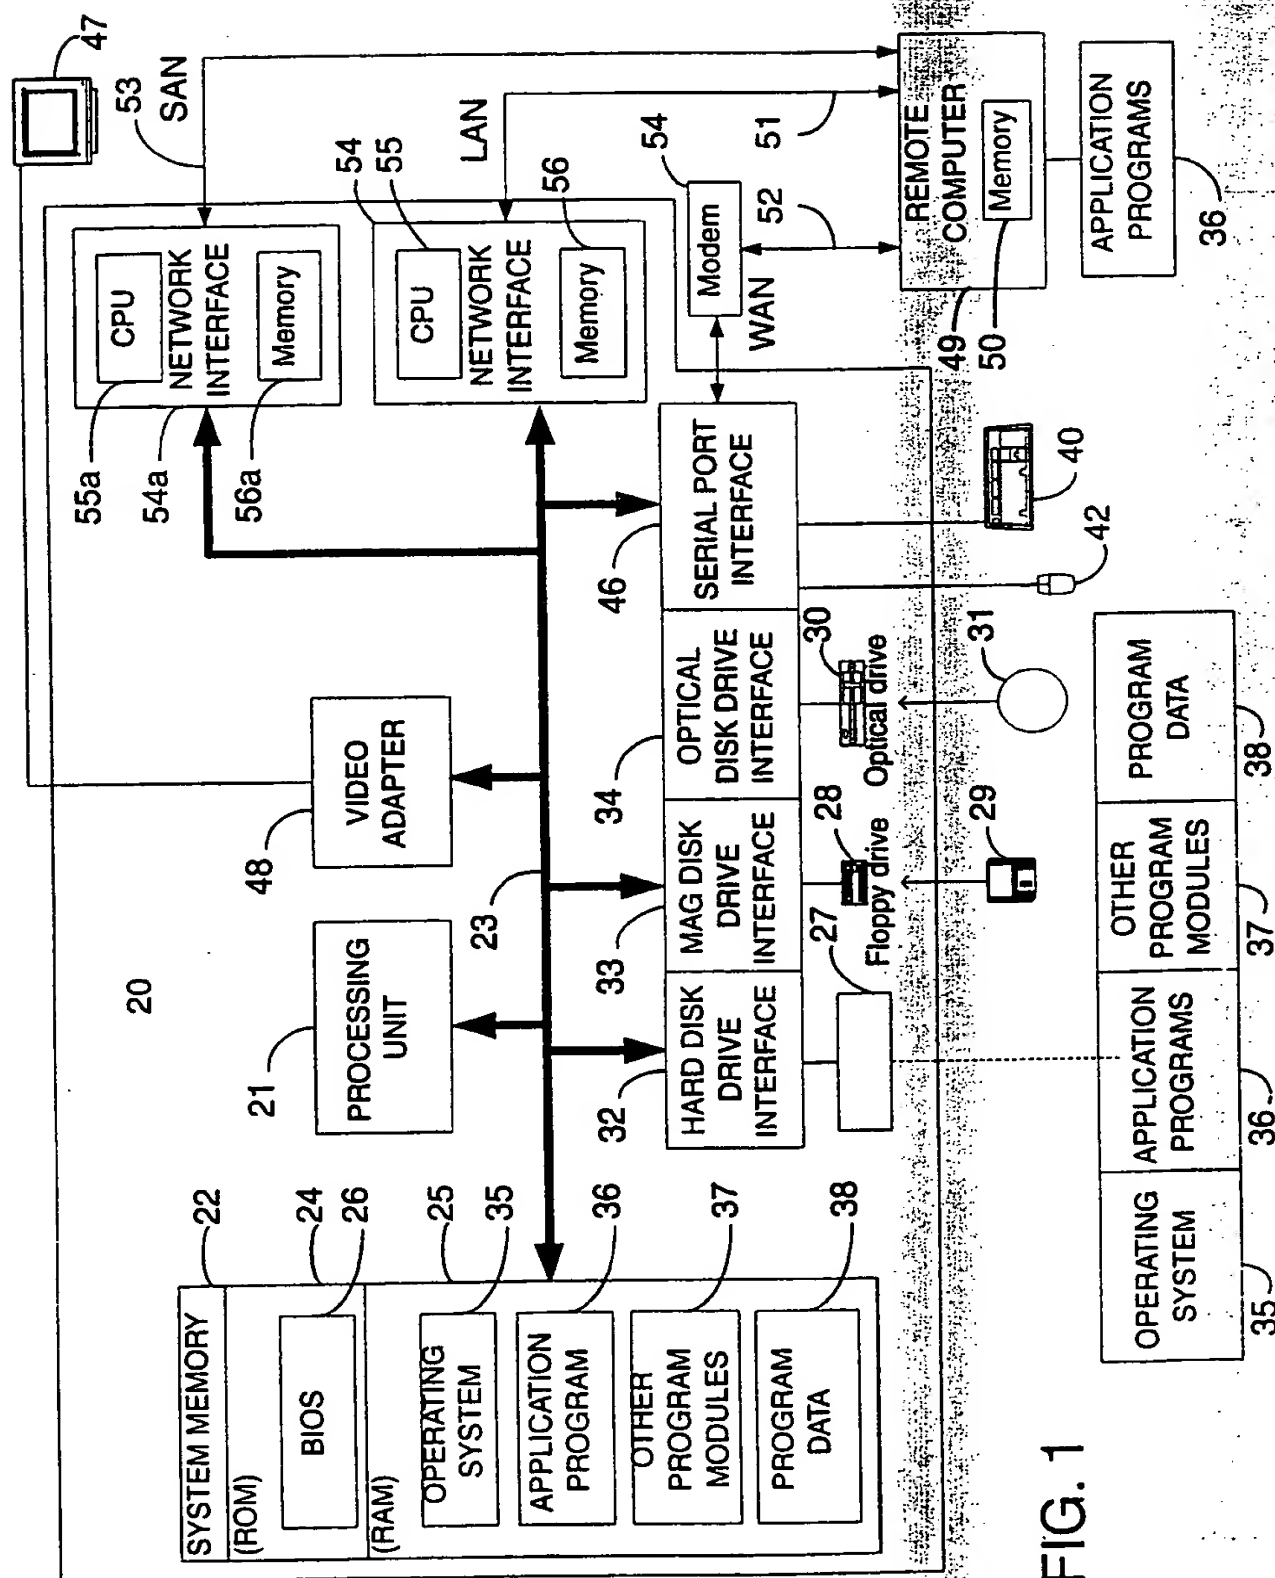 20
SYSTEM MEMORY
22
(ROM)
24
BIOS
26
(RAM)
25
OPERATING
SYSTEM
35
APPLICATION
PROGRAM
36
OTHER
PROGRAM
MODULES
37
PROGRAM
DATA
38
21
PROCESSING
UNIT
48
VIDEO
ADAPTER
23
47
55a
CPU
54a
NETWORK
INTERFACE
56a
Memory
53
SAN
54
55
CPU
NETWORK
INTERFACE
56
Memory
LAN
51
32
HARD DISK
DRIVE
INTERFACE
33
MAG DISK
DRIVE
INTERFACE
34
OPTICAL
DISK DRIVE
INTERFACE
46
SERIAL PORT
INTERFACE
54
Modem
WAN
52
27
28
Floppy drive
30
Optical drive
29
31
42
40
REMOTE
COMPUTER
Memory
49
50
APPLICATION
PROGRAMS
36
OPERATING
SYSTEM
35
APPLICATION
PROGRAMS
36
OTHER
PROGRAM
MODULES
37
PROGRAM
DATA
38
FIG. 1